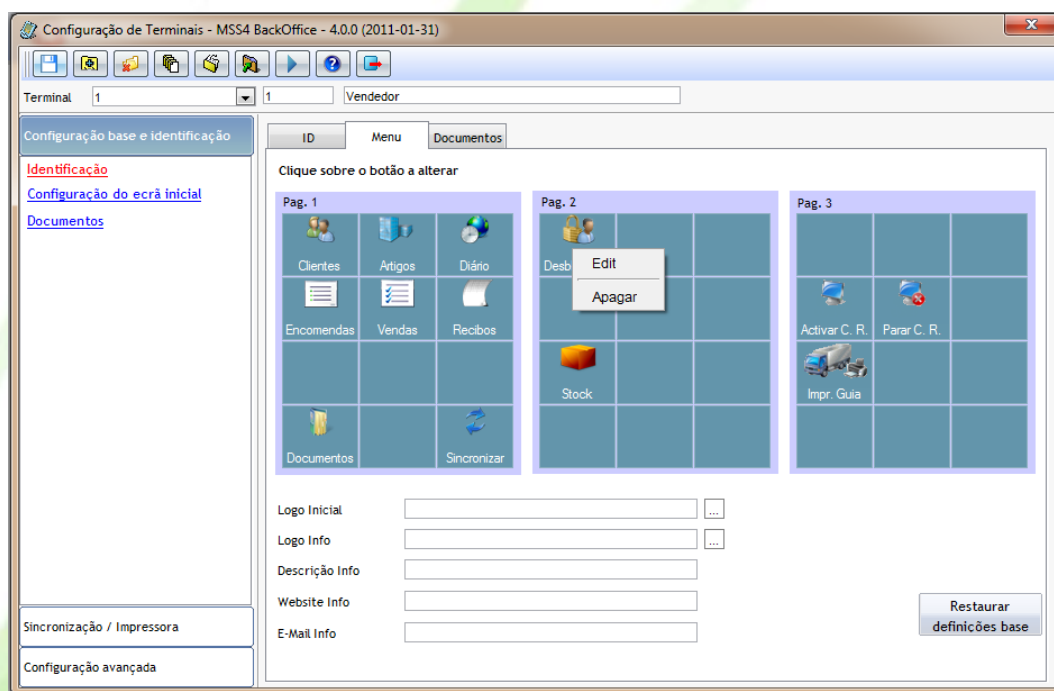 Configuração de Terminais - MSS4 BackOffice - 4.0.0 (2011-01-31)
Terminal 1 1 Vendedor
Configuração base e identificação
Identificação
Configuração do ecrã inicial
Documentos
Sincronização / Impressora
Configuração avançada
ID Menu Documentos
Clique sobre o botão a alterar
Pag. 1
Clientes Artigos Diário
Encomendas Vendas Recibos
Documentos Sincronizar
Pag. 2
Desb
Edit
Apagar
Stock
Pag. 3
Activar C. R. Parar C. R.
Impr. Guia
Logo Inicial ...
Logo Info ...
Descrição Info
Website Info
E-Mail Info
Restaurar
definições base